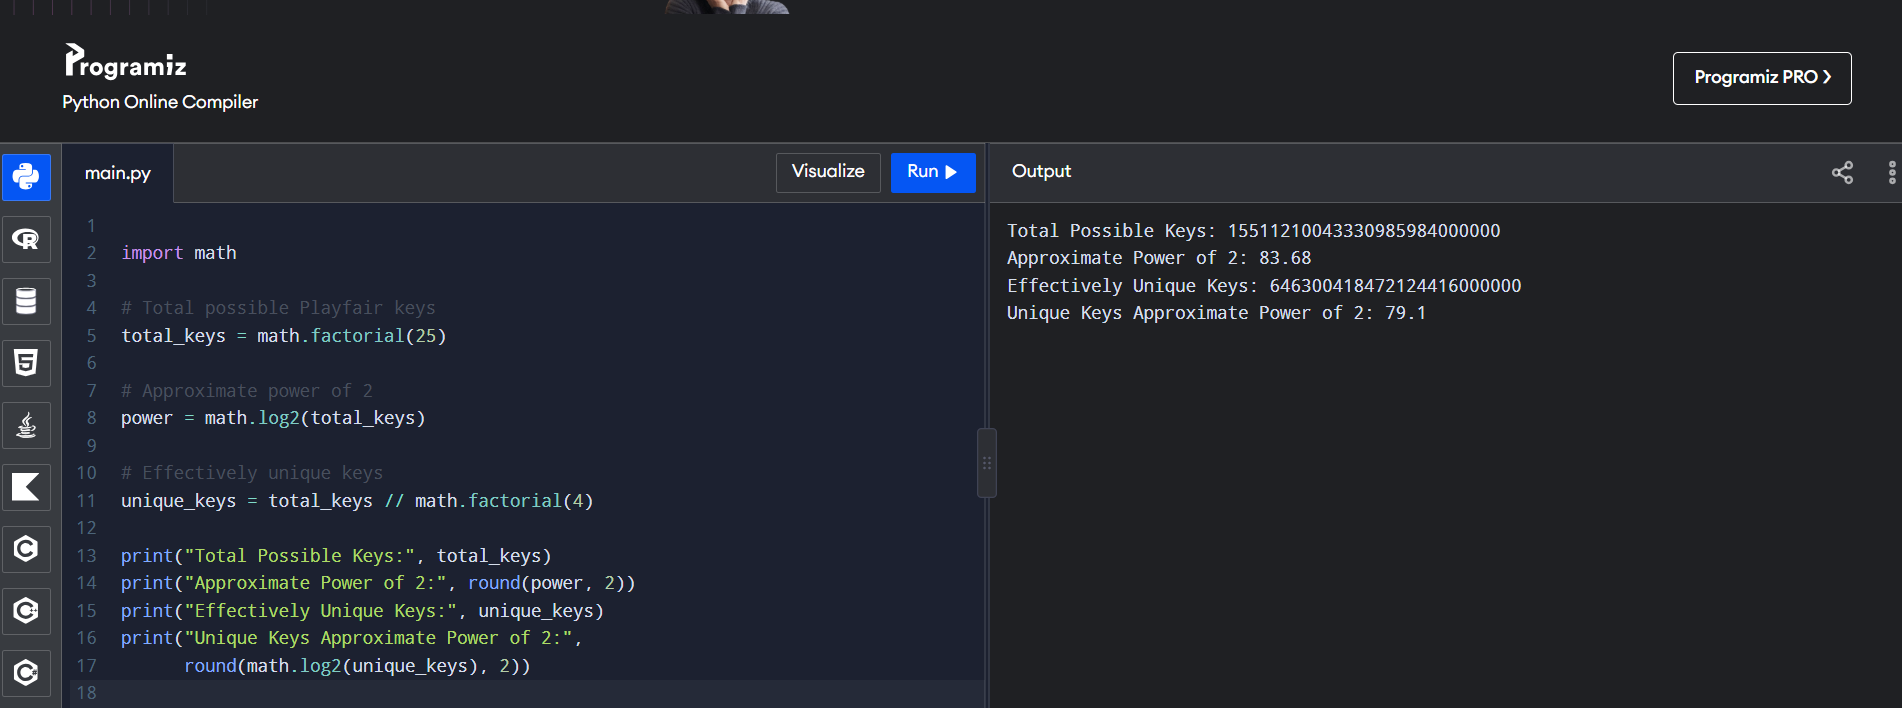 Programiz
Python Online Compiler
Programiz PRO ❯
main.py
Visualize
Run ▶
Output
1
2 import math
3
4 # Total possible Playfair keys
5 total_keys = math.factorial(25)
6
7 # Approximate power of 2
8 power = math.log2(total_keys)
9
10 # Effectively unique keys
11 unique_keys = total_keys // math.factorial(4)
12
13 print("Total Possible Keys:", total_keys)
14 print("Approximate Power of 2:", round(power, 2))
15 print("Effectively Unique Keys:", unique_keys)
16 print("Unique Keys Approximate Power of 2:",
17       round(math.log2(unique_keys), 2))
18
Total Possible Keys: 15511210043330985984000000
Approximate Power of 2: 83.68
Effectively Unique Keys: 646300418472124416000000
Unique Keys Approximate Power of 2: 79.1